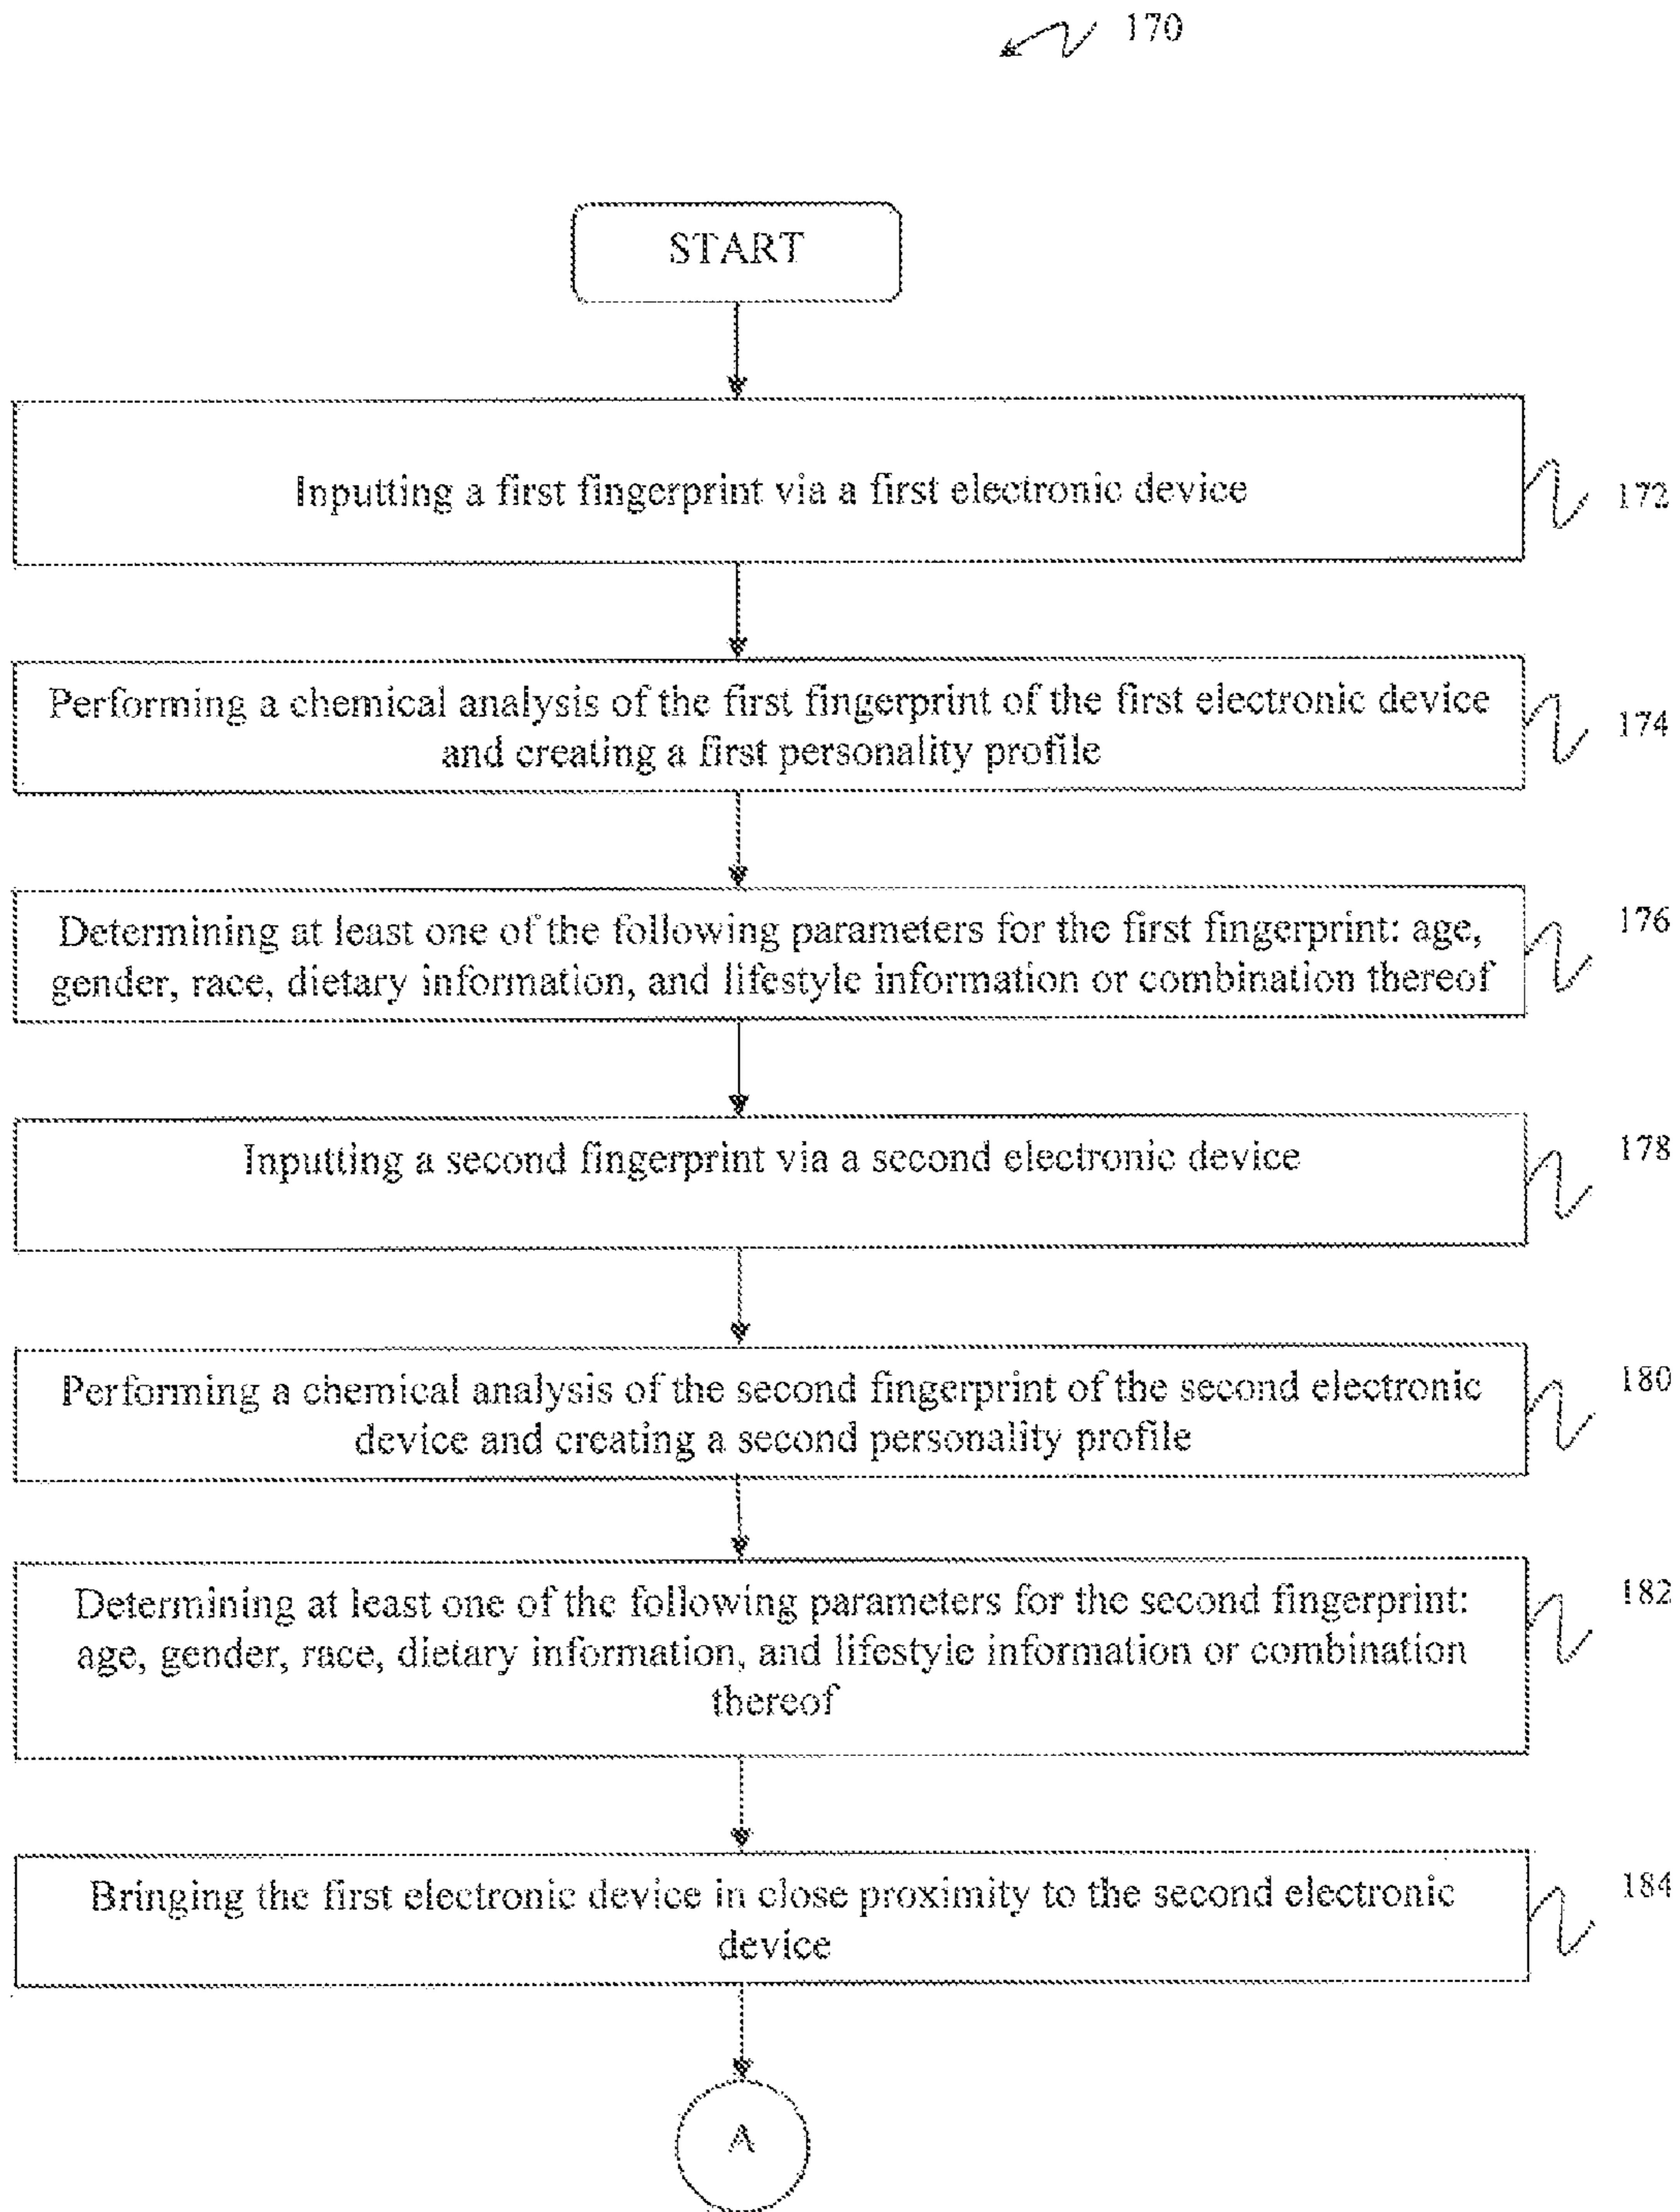 170
START
Inputting a first fingerprint via a first electronic device
172
Performing a chemical analysis of the first fingerprint of the first electronic device
and creating a first personality profile
174
Determining at least one of the following parameters for the first fingerprint: age,
gender, race, dietary information, and lifestyle information or combination thereof
176
Inputting a second fingerprint via a second electronic device
178
Performing a chemical analysis of the second fingerprint of the second electronic
device and creating a second personality profile
180
Determining at least one of the following parameters for the second fingerprint:
age, gender, race, dietary information, and lifestyle information or combination
thereof
182
Bringing the first electronic device in close proximity to the second electronic
device
184
A